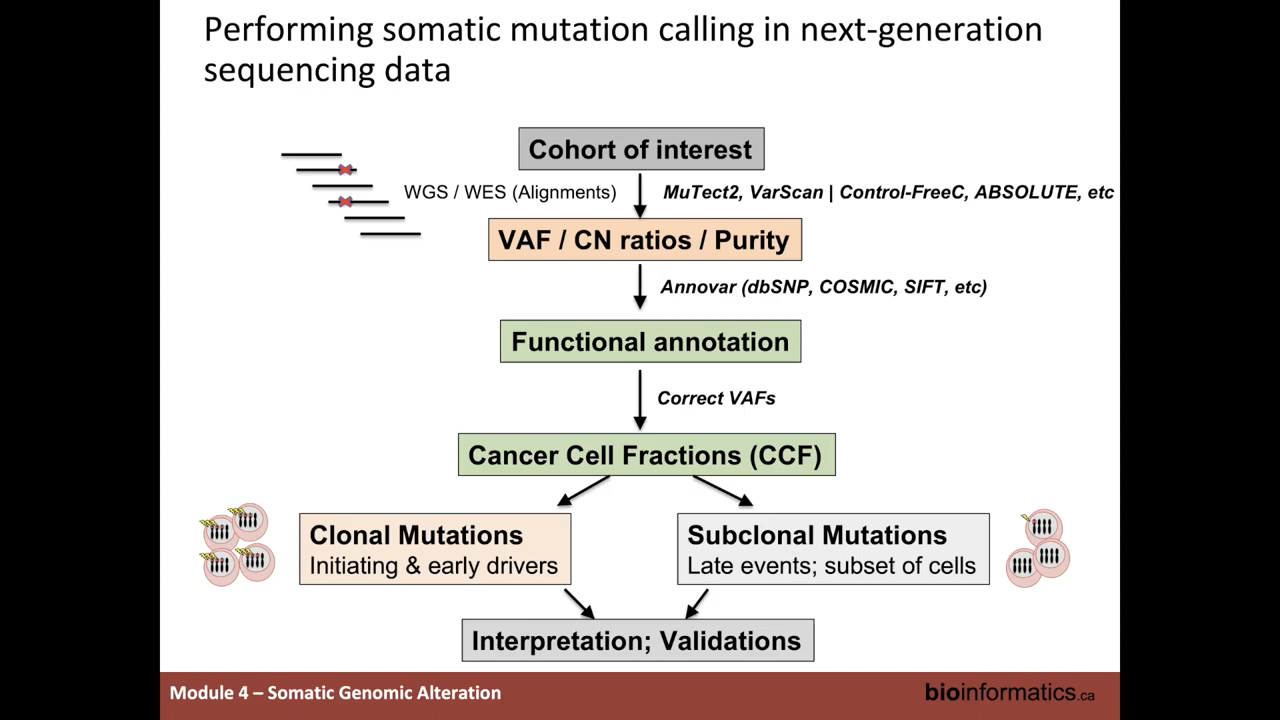 Performing somatic mutation calling in next-generation
sequencing data
Cohort of interest
WGS / WES (Alignments)
MuTect2, VarScan | Control-FreeC, ABSOLUTE, etc
VAF / CN ratios / Purity
Annovar (dbSNP, COSMIC, SIFT, etc)
Functional annotation
Correct VAFs
Cancer Cell Fractions (CCF)
Clonal Mutations
Initiating & early drivers
Subclonal Mutations
Late events; subset of cells
Interpretation; Validations
Module 4 – Somatic Genomic Alteration
bioinformatics.ca